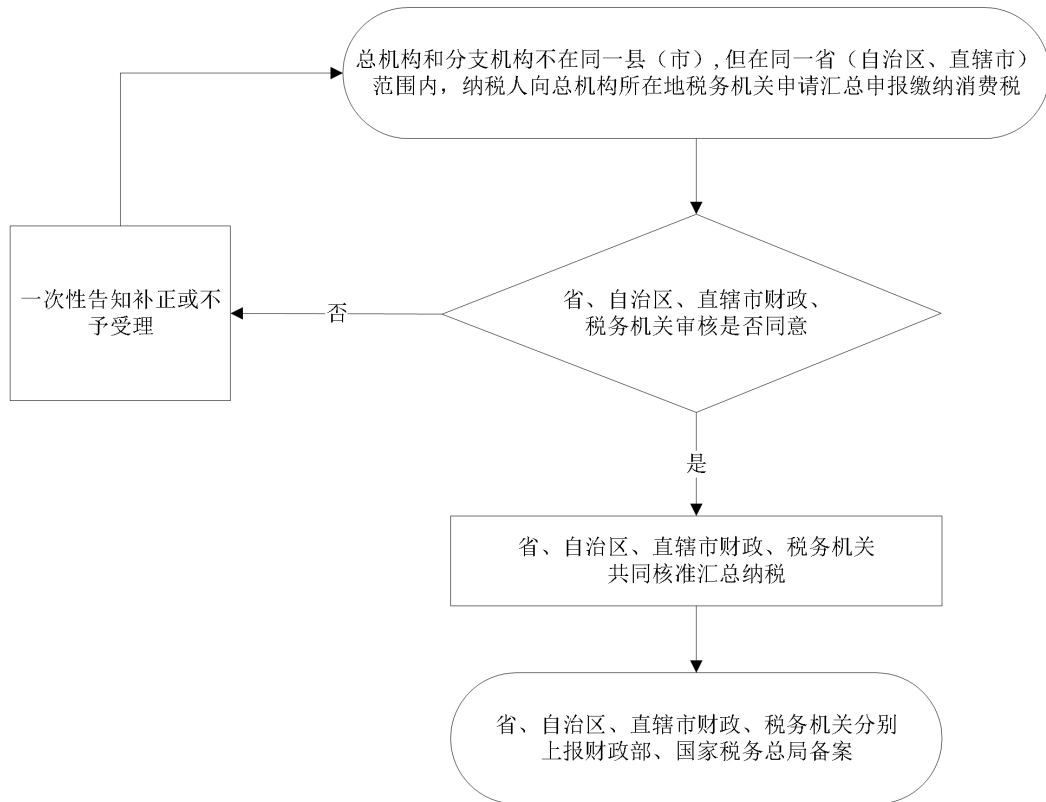 总机构和分支机构不在同一县（市）,但在同一省（自治区、直辖市）
范围内，纳税人向总机构所在地税务机关申请汇总申报缴纳消费税
省、自治区、直辖市财政、
税务机关审核是否同意
否
一次性告知补正或不
予受理
是
省、自治区、直辖市财政、税务机关
共同核准汇总纳税
省、自治区、直辖市财政、税务机关分别
上报财政部、国家税务总局备案